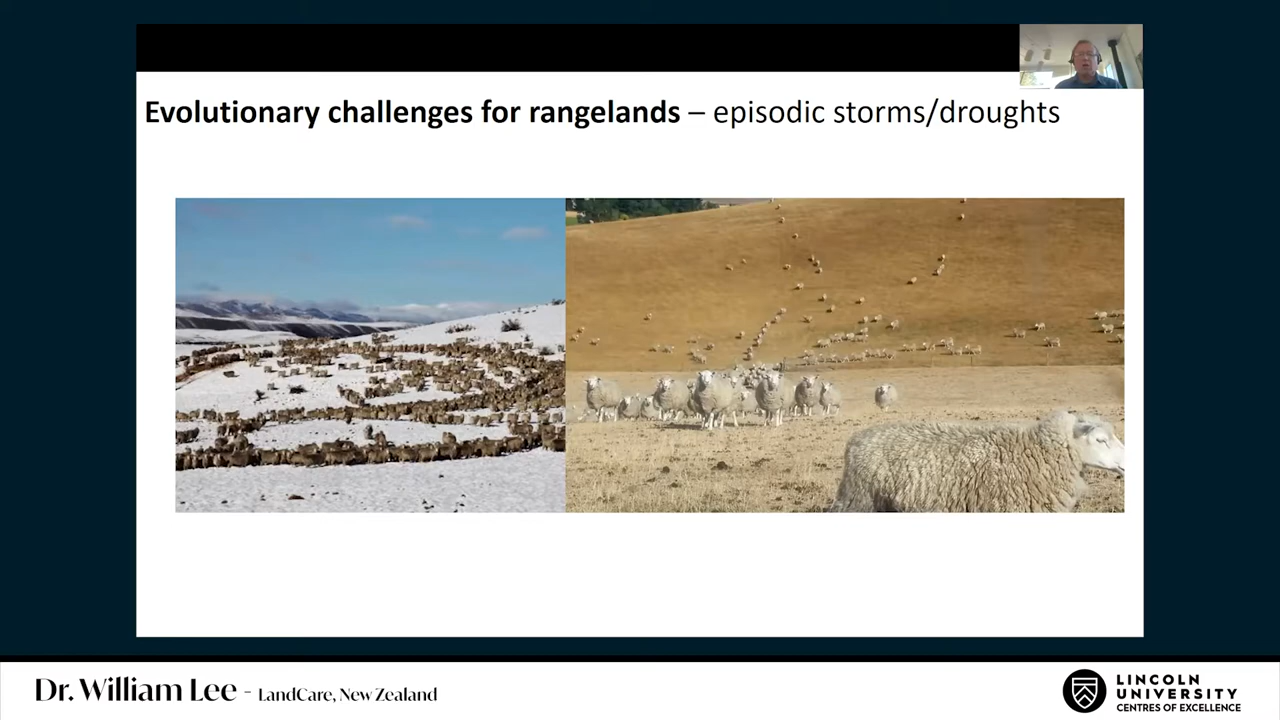 Evolutionary challenges for rangelands – episodic storms/droughts
Dr. William Lee - LandCare, New Zealand
LINCOLN
UNIVERSITY
CENTRES OF EXCELLENCE